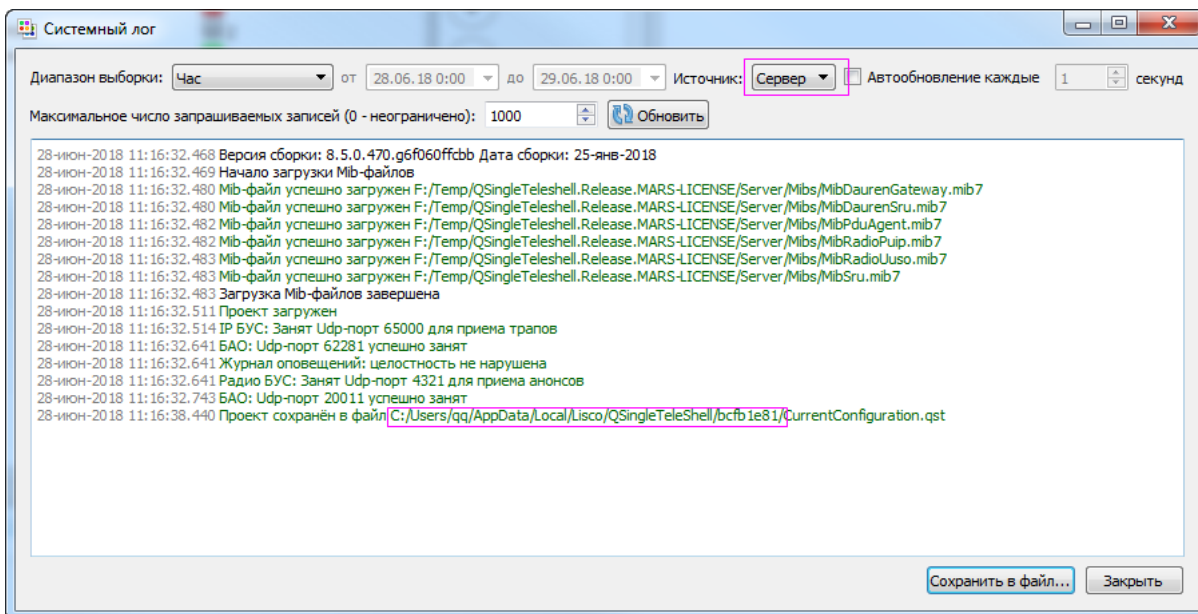 Системный лог
Диапазон выборки: Час от 28.06.18 0:00 до 29.06.18 0:00 Источник: Сервер Автообновление каждые 1 секунд
Максимальное число запрашиваемых записей (0 - неограничено): 1000 Обновить
28-июн-2018 11:16:32.468 Версия сборки: 8.5.0.470.g6f060ffcbb Дата сборки: 25-янв-2018
28-июн-2018 11:16:32.469 Начало загрузки Mib-файлов
28-июн-2018 11:16:32.480 Mib-файл успешно загружен F:/Temp/QSingleTeleshell.Release.MARS-LICENSE/Server/Mibs/MibDaurenGateway.mib7
28-июн-2018 11:16:32.480 Mib-файл успешно загружен F:/Temp/QSingleTeleshell.Release.MARS-LICENSE/Server/Mibs/MibDaurenSru.mib7
28-июн-2018 11:16:32.482 Mib-файл успешно загружен F:/Temp/QSingleTeleshell.Release.MARS-LICENSE/Server/Mibs/MibPduAgent.mib7
28-июн-2018 11:16:32.482 Mib-файл успешно загружен F:/Temp/QSingleTeleshell.Release.MARS-LICENSE/Server/Mibs/MibRadioPuip.mib7
28-июн-2018 11:16:32.483 Mib-файл успешно загружен F:/Temp/QSingleTeleshell.Release.MARS-LICENSE/Server/Mibs/MibRadioUuso.mib7
28-июн-2018 11:16:32.483 Mib-файл успешно загружен F:/Temp/QSingleTeleshell.Release.MARS-LICENSE/Server/Mibs/MibSru.mib7
28-июн-2018 11:16:32.483 Загрузка Mib-файлов завершена
28-июн-2018 11:16:32.511 Проект загружен
28-июн-2018 11:16:32.514 IP БУС: Занят Udp-порт 65000 для приема трапов
28-июн-2018 11:16:32.641 БАО: Udp-порт 62281 успешно занят
28-июн-2018 11:16:32.641 Журнал оповещений: целостность не нарушена
28-июн-2018 11:16:32.641 Радио БУС: Занят Udp-порт 4321 для приема анонсов
28-июн-2018 11:16:32.743 БАО: Udp-порт 20011 успешно занят
28-июн-2018 11:16:38.440 Проект сохранён в файл C:/Users/qq/AppData/Local/Lisco/QSingleTeleShell/bcfb1e81/CurrentConfiguration.qst
Сохранить в файл... Закрыть